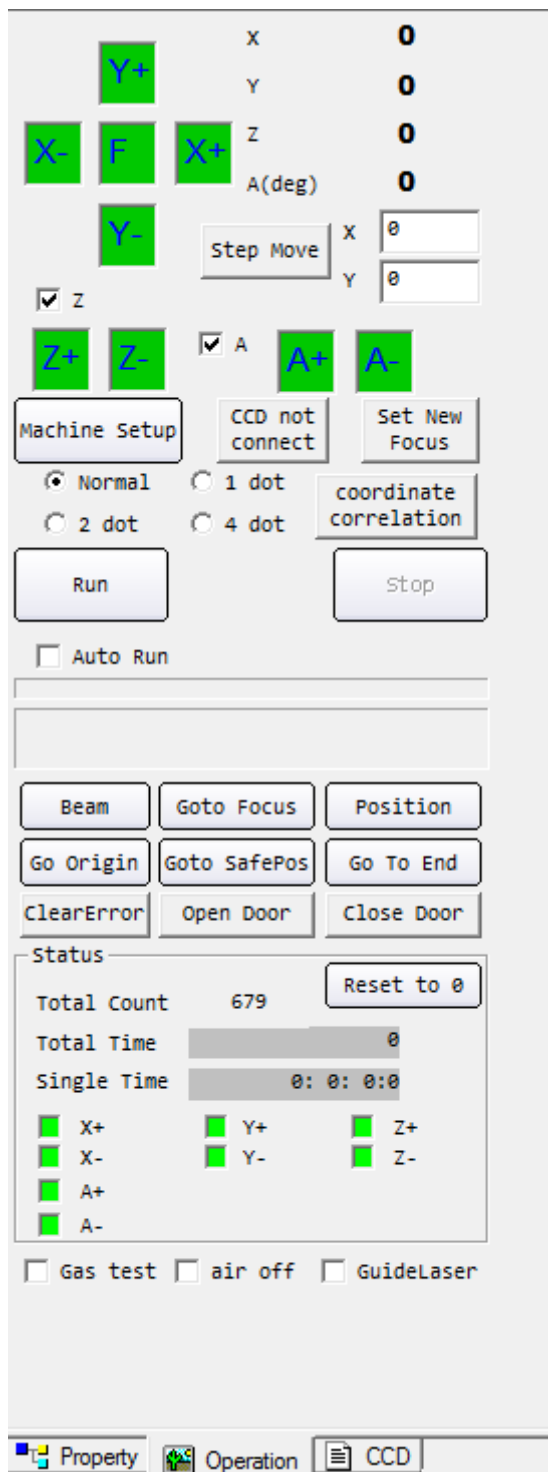 X 0
Y+
Y 0
X- F X+
Z 0
A(deg) 0
Y-
Step Move
X 0
Y 0
Z
Z+ Z- A A+ A-
Machine Setup
CCD not
connect
Set New
Focus
Normal 1 dot
2 dot 4 dot
coordinate
correlation
Run Stop
Auto Run
Beam Goto Focus Position
Go Origin Goto SafePos Go To End
ClearError Open Door Close Door
Status
Total Count 679 Reset to 0
Total Time 0
Single Time 0: 0: 0:0
X+ Y+ Z+
X- Y- Z-
A+
A-
Gas test air off GuideLaser
Property Operation CCD